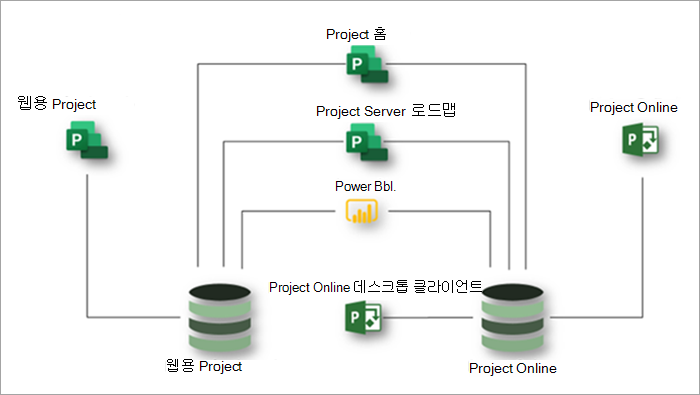 Project 홈
웹용 Project
Project Server 로드맵
Project Online
Power Bbl.
Project Online 데스크톱 클라이언트
웹용 Project
Project Online